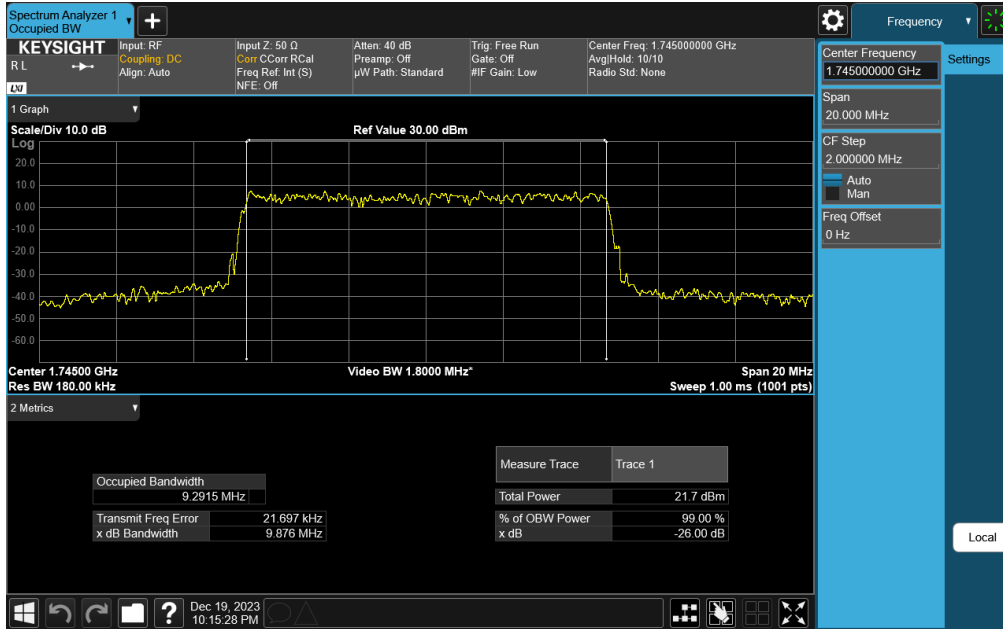 Spectrum Analyzer 1
Occupied BW
+
Frequency
KEYSIGHT
R L
LXI
Input: RF
Coupling: DC
Align: Auto
Input Z: 50 Ω
Corr CCorr RCal
Freq Ref: Int (S)
NFE: Off
Atten: 40 dB
Preamp: Off
µW Path: Standard
Trig: Free Run
Gate: Off
#IF Gain: Low
Center Freq: 1.745000000 GHz
Avg|Hold: 10/10
Radio Std: None
Center Frequency
1.745000000 GHz
Settings
Span
20.000 MHz
CF Step
2.000000 MHz
Auto
Man
Freq Offset
0 Hz
Local
1 Graph
Scale/Div 10.0 dB
Ref Value 30.00 dBm
Log
20.0
10.0
0.00
-10.0
-20.0
-30.0
-40.0
-50.0
-60.0
Center 1.74500 GHz
Video BW 1.8000 MHz*
Span 20 MHz
Res BW 180.00 kHz
Sweep 1.00 ms (1001 pts)
2 Metrics
Occupied Bandwidth
9.2915 MHz
Transmit Freq Error 21.697 kHz
x dB Bandwidth 9.876 MHz
Measure Trace Trace 1
Total Power 21.7 dBm
% of OBW Power 99.00 %
x dB -26.00 dB
?
Dec 19, 2023
10:15:28 PM